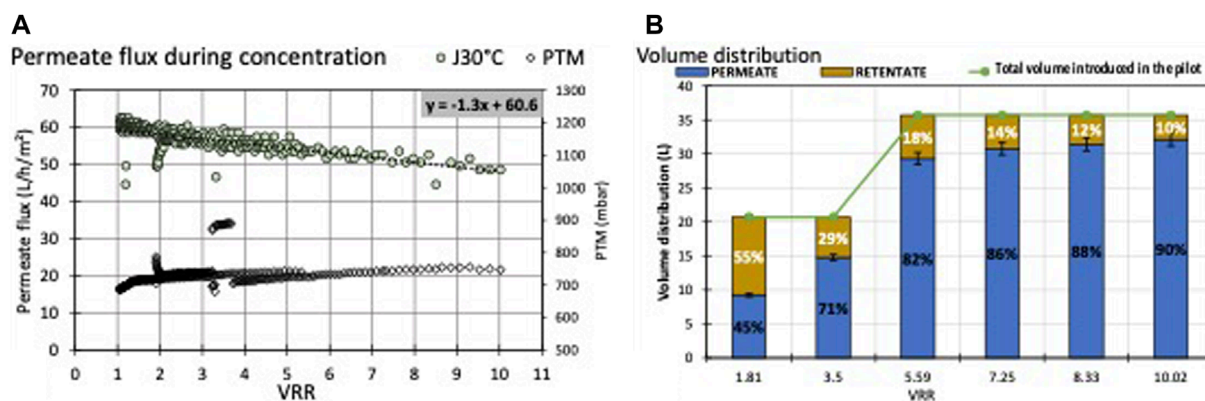 A
Permeate flux during concentration
J30°C
PTM
y = -1.3x + 60.6
Permeate flux (L/h/m²)
70
60
50
40
30
20
10
0
1300
1200
1100
1000
900
800
700
600
500
PTM (mbar)
0 1 2 3 4 5 6 7 8 9 10 11
VRR
B
Volume distribution
PERMEATE
RETENTATE
Total volume introduced in the pilot
Volume distribution (L)
40
35
30
25
20
15
10
5
0
55%
45%
29%
71%
18%
82%
14%
86%
12%
88%
10%
90%
1.81 3.5 5.59 7.25 8.33 10.02
VRR